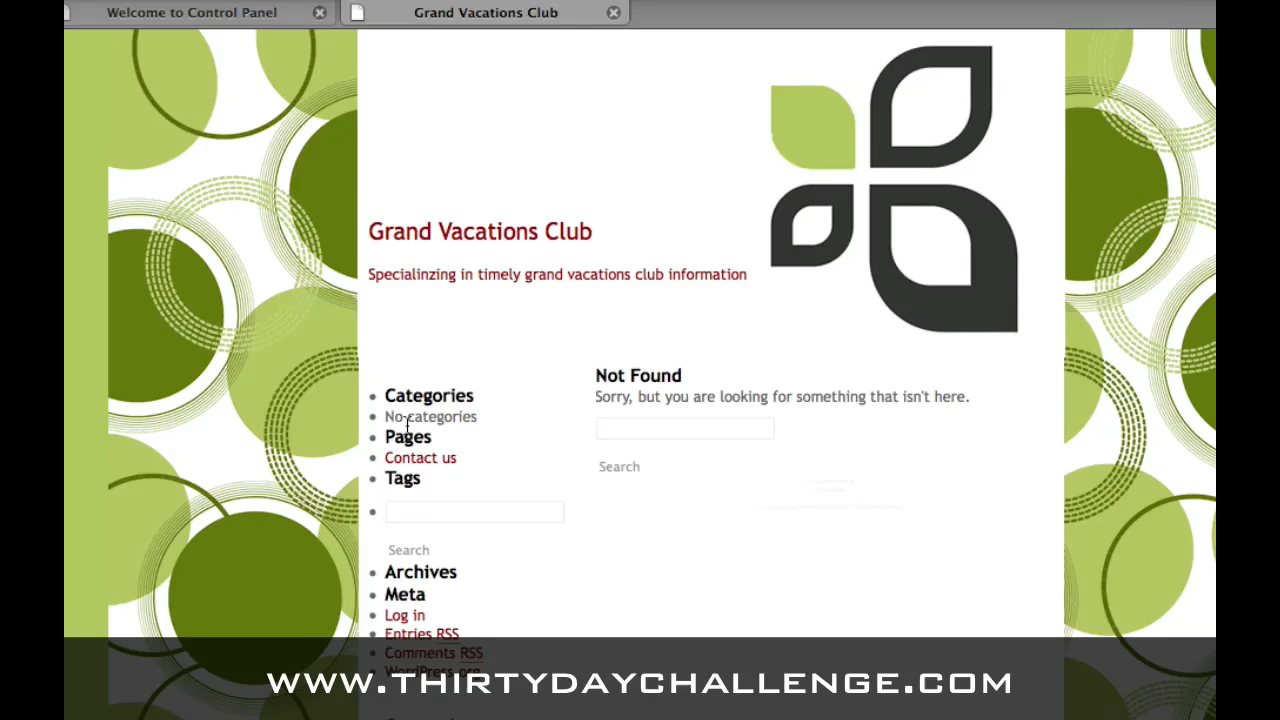 Welcome to Control Panel
Grand Vacations Club
Grand Vacations Club
Specialinzing in timely grand vacations club information
Categories
No categories
Pages
Contact us
Tags
Search
Archives
Meta
Log in
Entries RSS
Comments RSS
WordPress.org
Not Found
Sorry, but you are looking for something that isn't here.
Search
WWW.THIRTYDAYCHALLENGE.COM